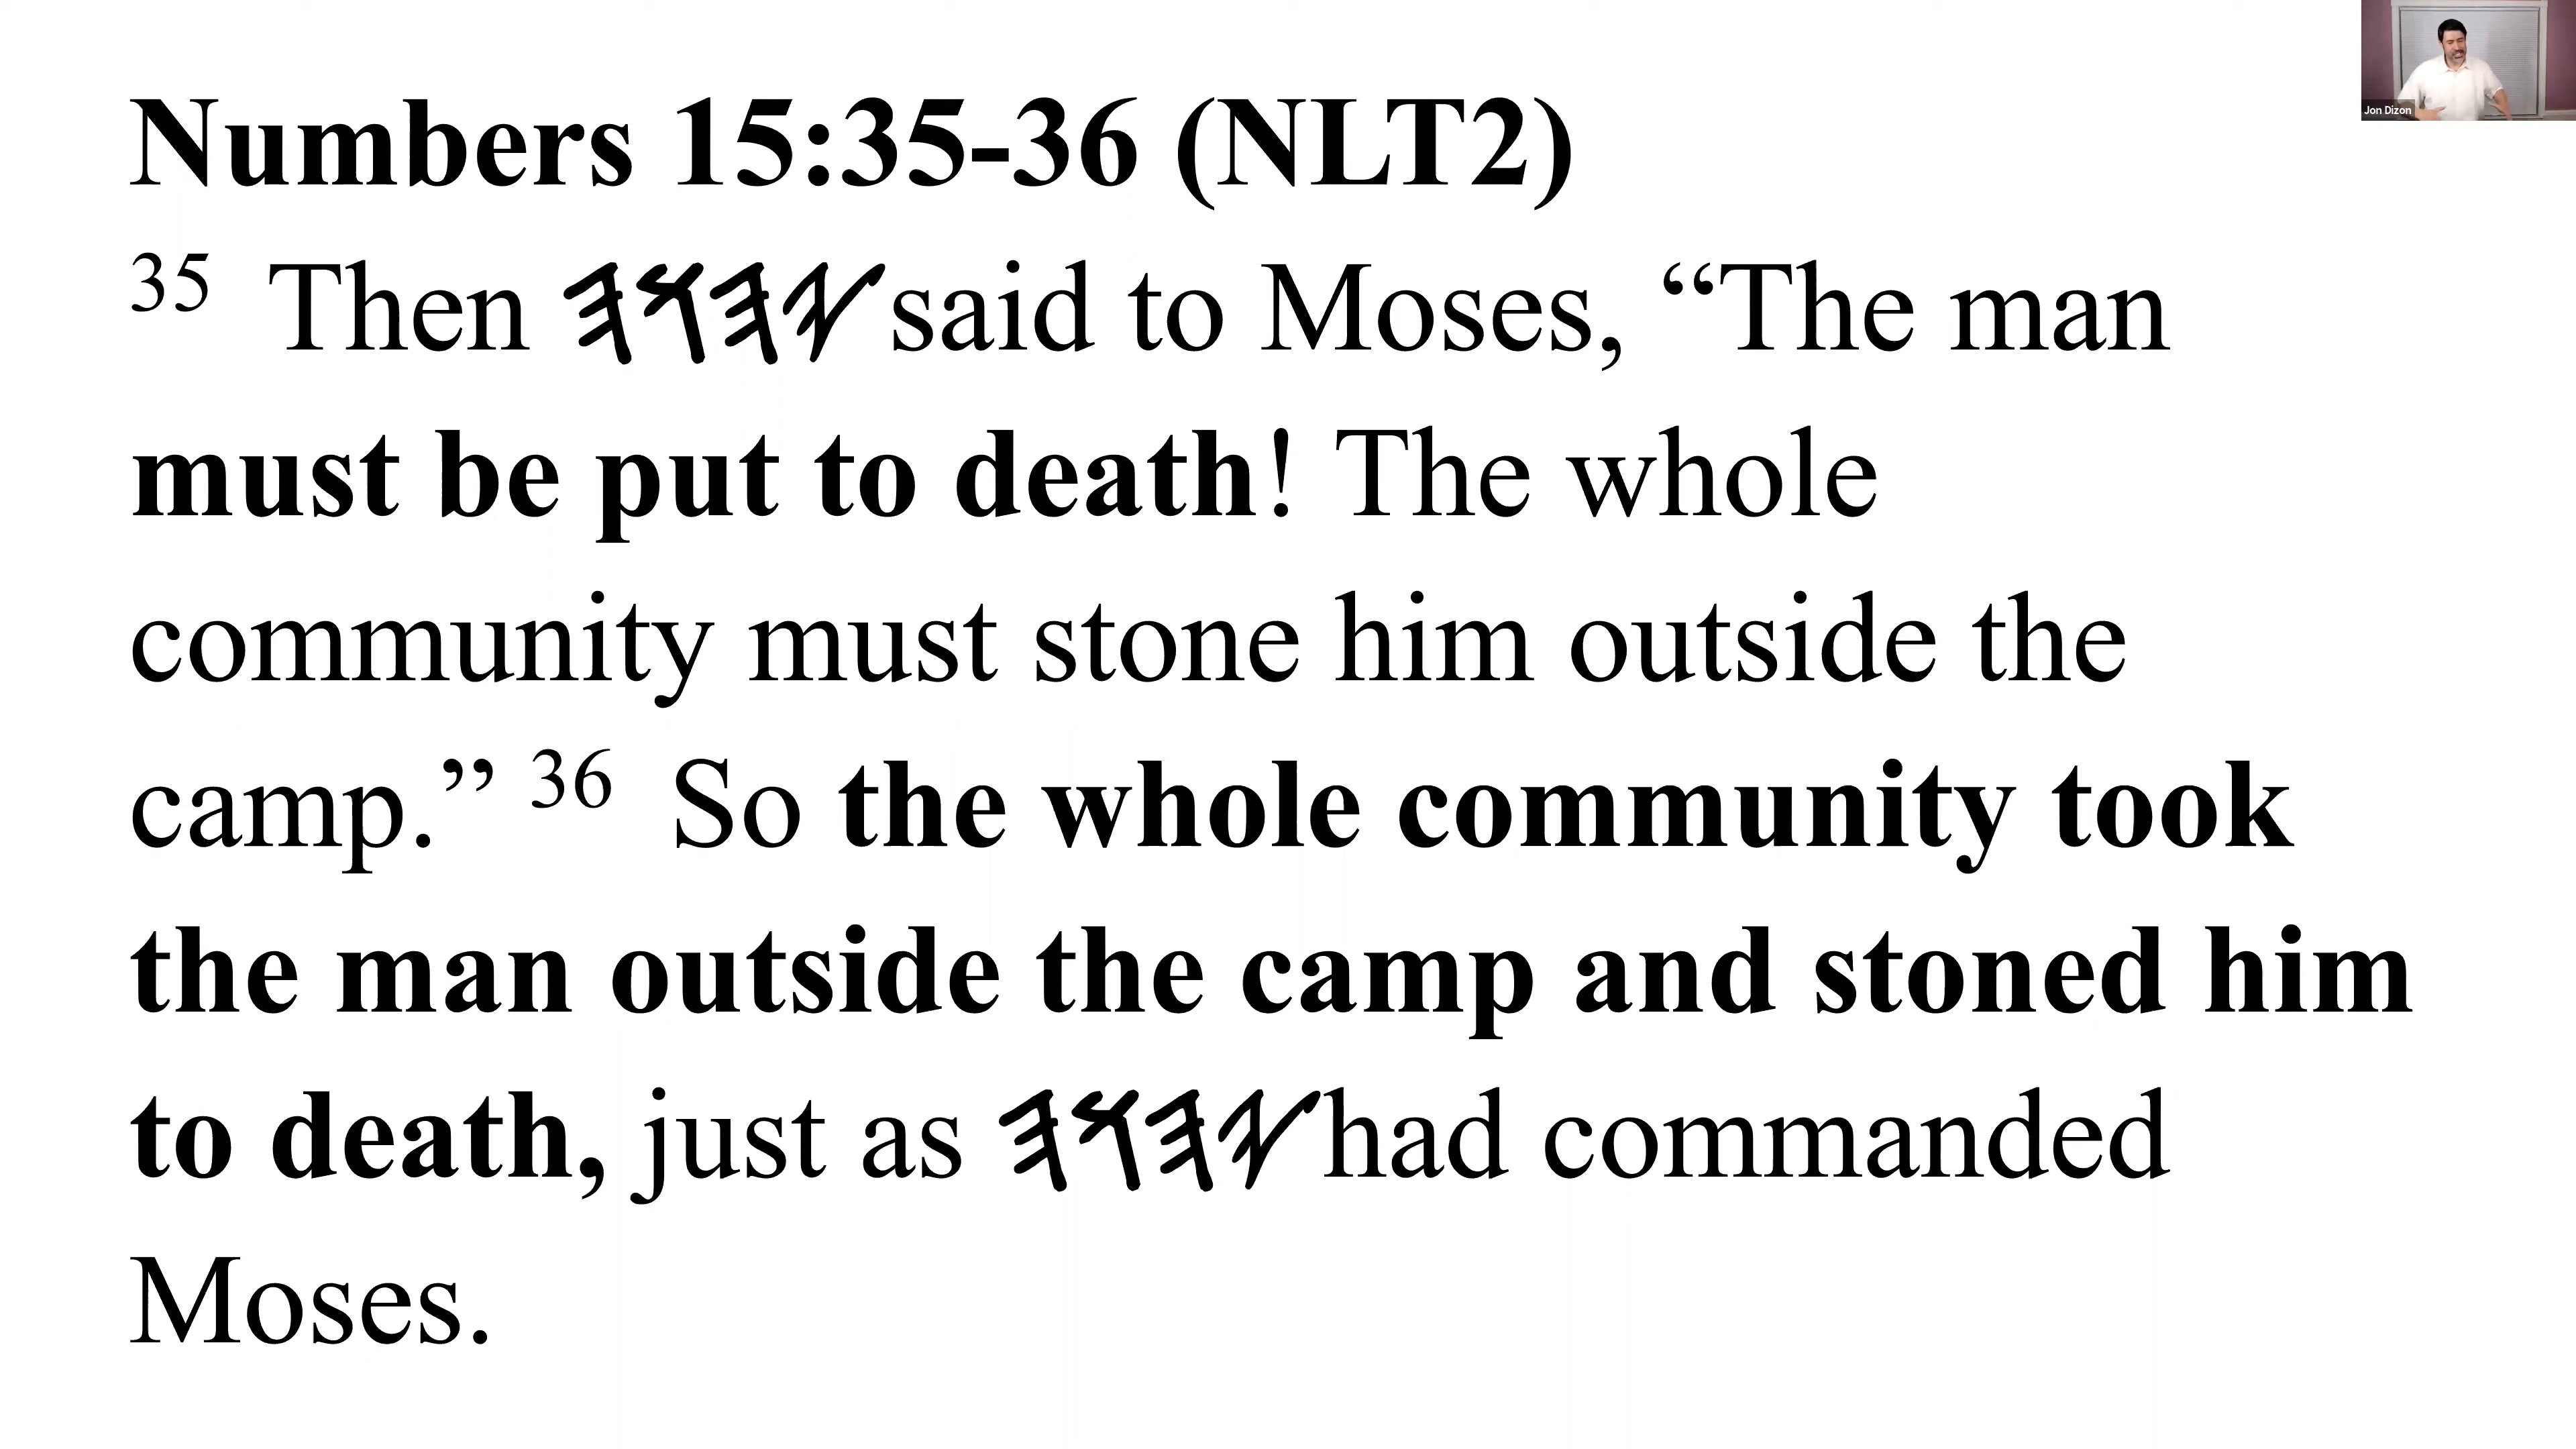 Numbers 15:35-36 (NLT2)
35 Then 𐤉𐤄𐤅𐤄 said to Moses, “The man
must be put to death! The whole
community must stone him outside the
camp.” 36 So the whole community took
the man outside the camp and stoned him
to death, just as 𐤉𐤄𐤅𐤄 had commanded
Moses.
Jon Dizon